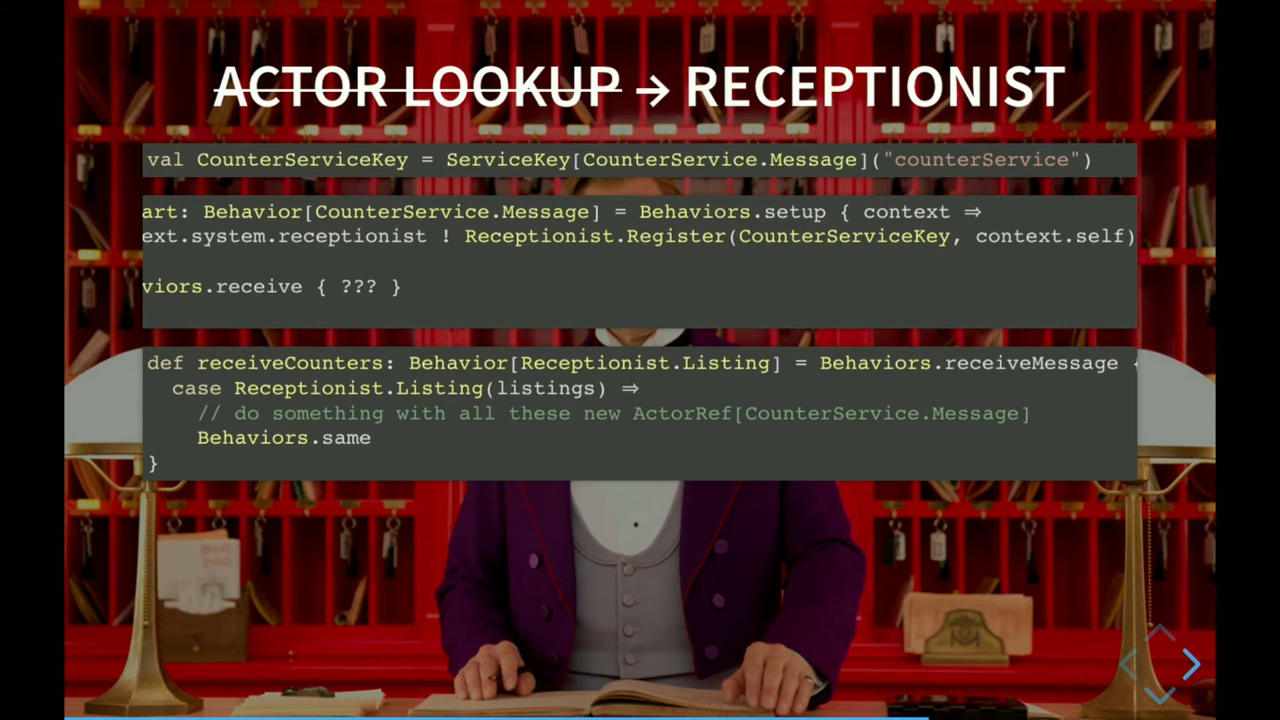 ACTOR LOOKUP → RECEPTIONIST
val CounterServiceKey = ServiceKey[CounterService.Message]("counterService")
art: Behavior[CounterService.Message] = Behaviors.setup { context ⇒
ext.system.receptionist ! Receptionist.Register(CounterServiceKey, context.self)
viors.receive { ??? }
def receiveCounters: Behavior[Receptionist.Listing] = Behaviors.receiveMessage {
case Receptionist.Listing(listings) ⇒
// do something with all these new ActorRef[CounterService.Message]
Behaviors.same
}